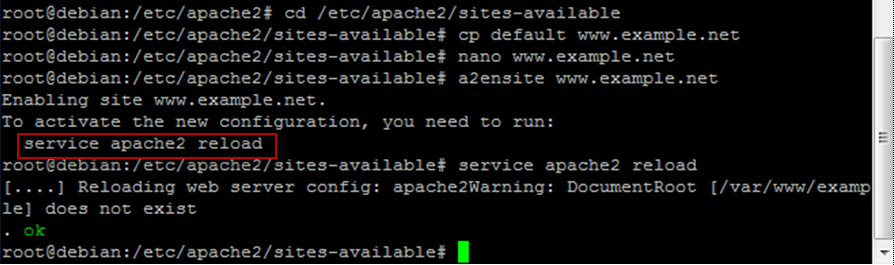 root@debian:/etc/apache2# cd /etc/apache2/sites-available
root@debian:/etc/apache2/sites-available# cp default www.example.net
root@debian:/etc/apache2/sites-available# nano www.example.net
root@debian:/etc/apache2/sites-available# a2ensite www.example.net
Enabling site www.example.net.
To activate the new configuration, you need to run:
  service apache2 reload
root@debian:/etc/apache2/sites-available# service apache2 reload
[....] Reloading web server config: apache2Warning: DocumentRoot [/var/www/examp
le] does not exist
. ok
root@debian:/etc/apache2/sites-available#